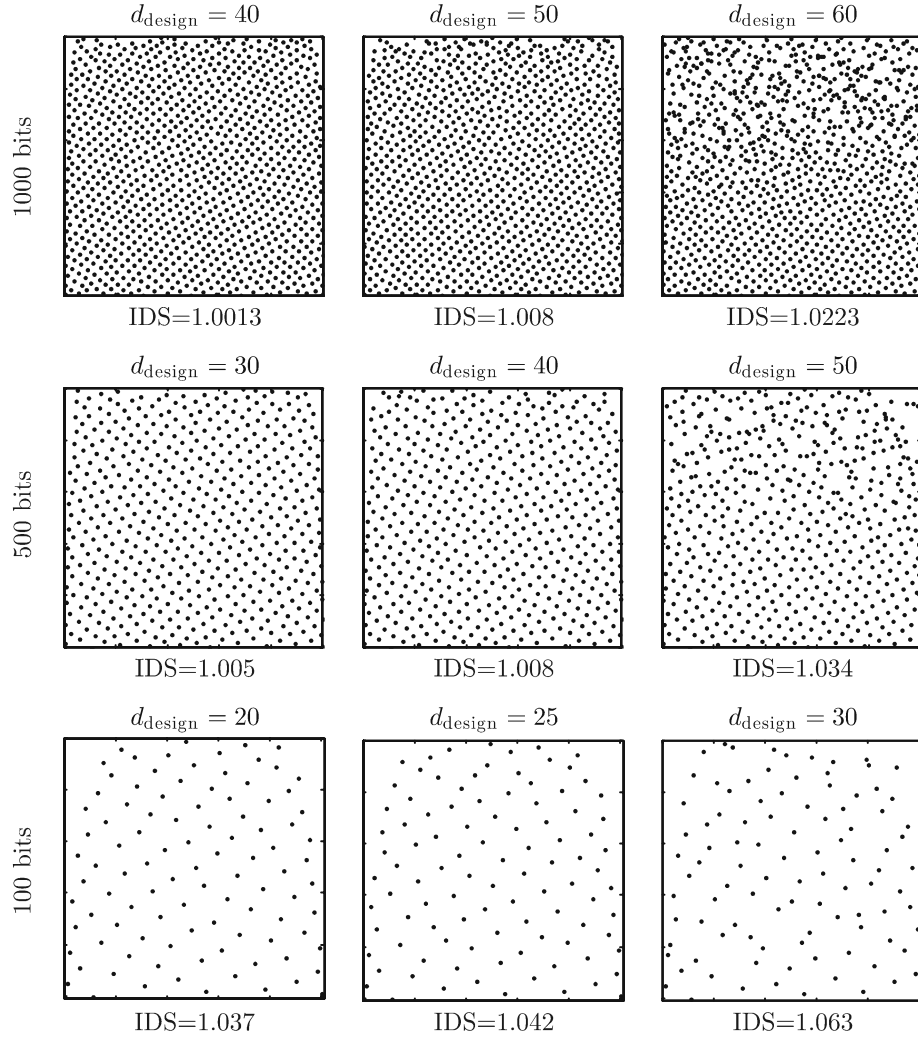 d_design = 40
d_design = 50
d_design = 60
1000 bits
IDS=1.0013
IDS=1.008
IDS=1.0223
d_design = 30
d_design = 40
d_design = 50
500 bits
IDS=1.005
IDS=1.008
IDS=1.034
d_design = 20
d_design = 25
d_design = 30
100 bits
IDS=1.037
IDS=1.042
IDS=1.063